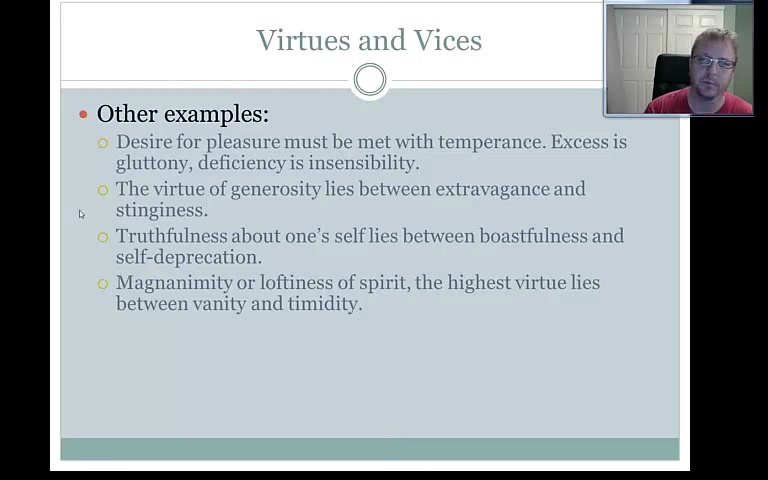 Virtues and Vices
Other examples:
Desire for pleasure must be met with temperance. Excess is
gluttony, deficiency is insensibility.
The virtue of generosity lies between extravagance and
stinginess.
Truthfulness about one's self lies between boastfulness and
self-deprecation.
Magnanimity or loftiness of spirit, the highest virtue lies
between vanity and timidity.